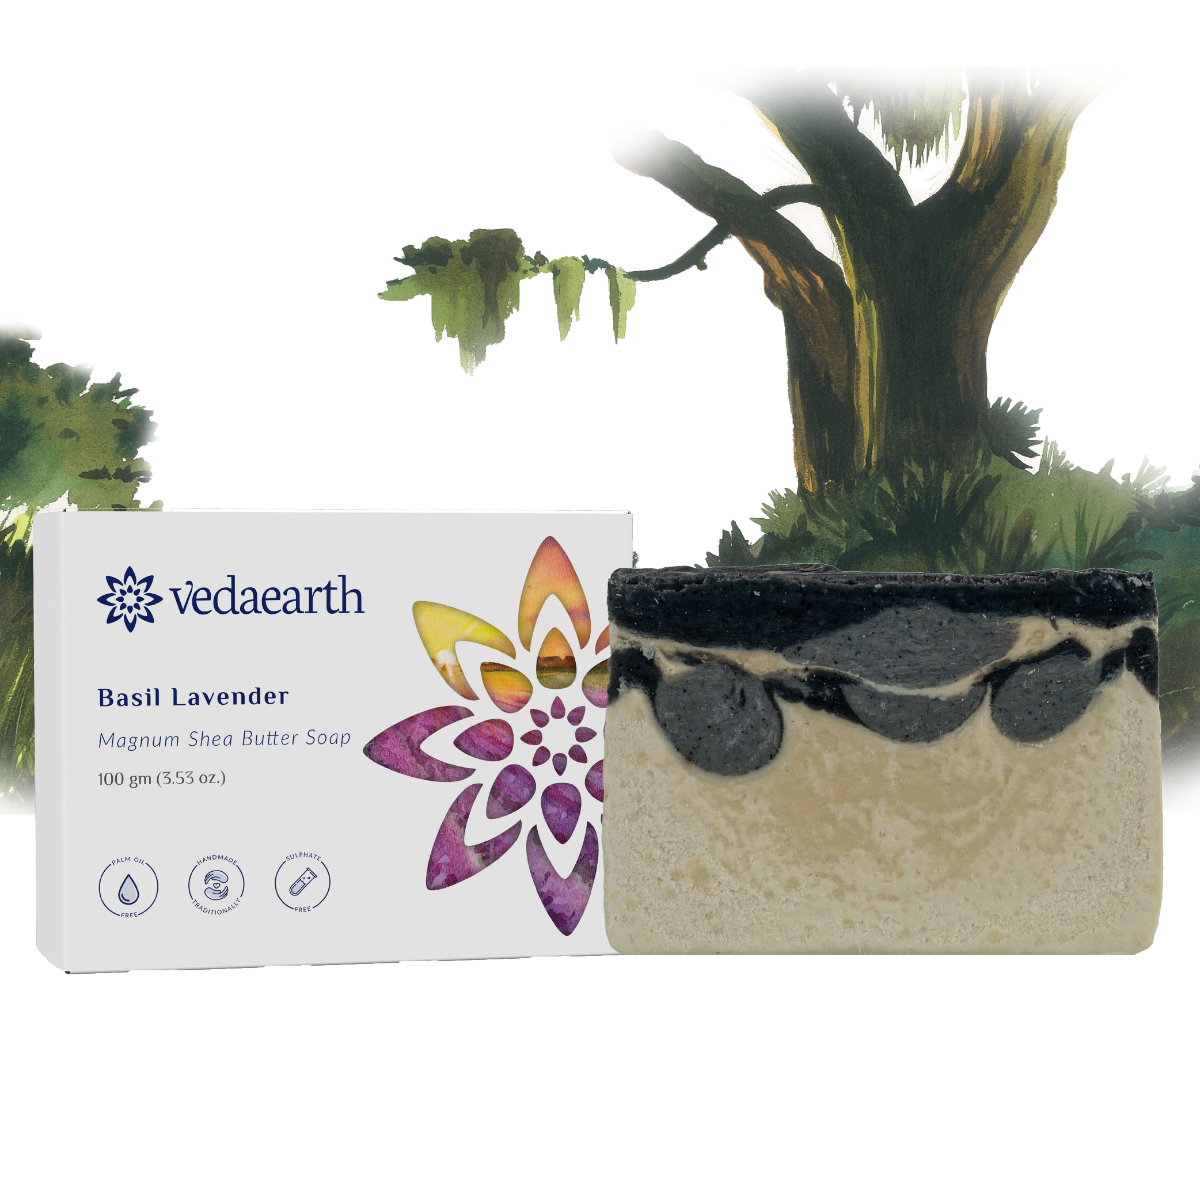 vedaearth
Basil Lavender
Magnum Shea Butter Soap
100 gm (3.53 oz.)
PALM OIL
FREE
HANDMADE
TRADITIONALLY
SULPHATE
FREE